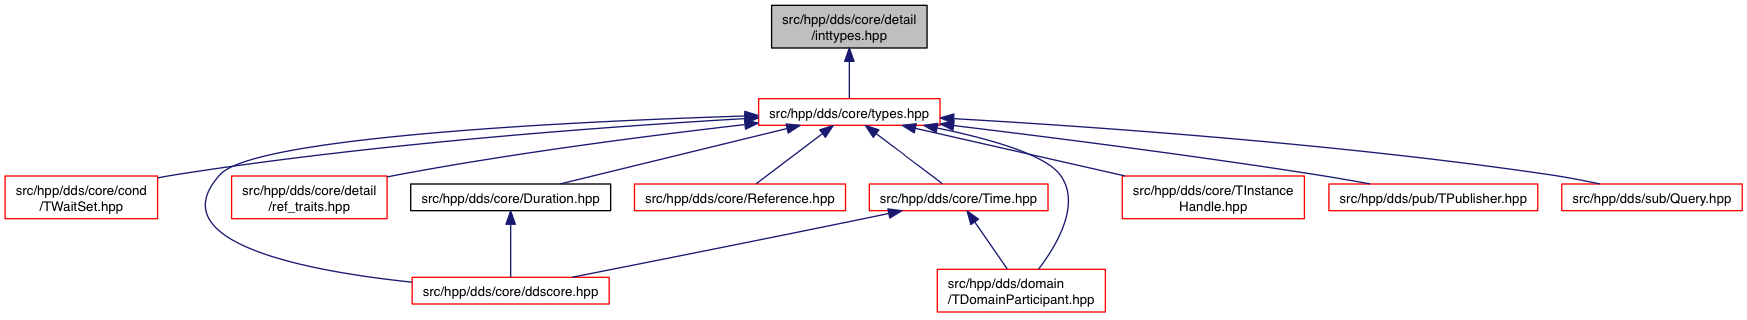 src/hpp/dds/core/detail
/inttypes.hpp
src/hpp/dds/core/types.hpp
src/hpp/dds/core/cond
/TWaitSet.hpp
src/hpp/dds/core/detail
/ref_traits.hpp
src/hpp/dds/core/Duration.hpp
src/hpp/dds/core/Reference.hpp
src/hpp/dds/core/Time.hpp
src/hpp/dds/core/TInstance
Handle.hpp
src/hpp/dds/pub/TPublisher.hpp
src/hpp/dds/sub/Query.hpp
src/hpp/dds/core/ddscore.hpp
src/hpp/dds/domain
/TDomainParticipant.hpp